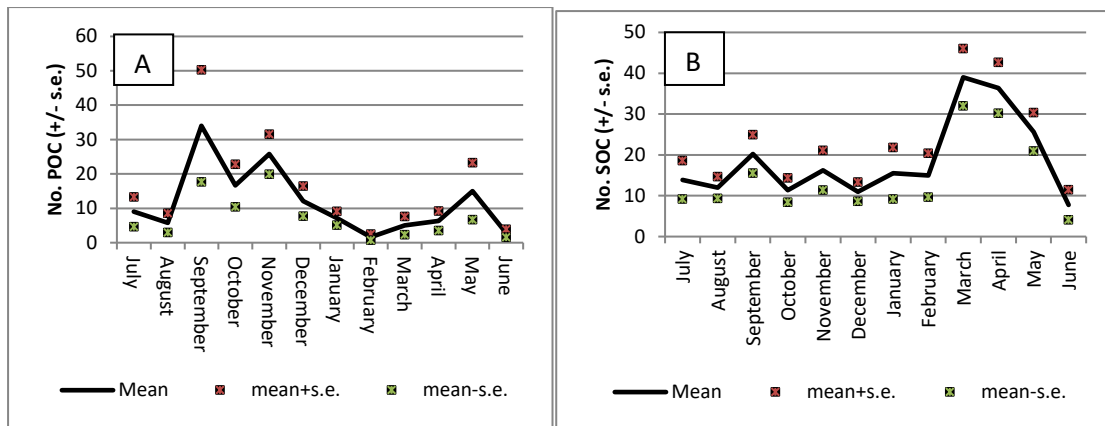 A
No. POC (+/- s.e.)
60
50
40
30
20
10
0
July
August
September
October
November
December
January
February
March
April
May
June
Mean
mean+s.e.
mean-s.e.
B
No. SOC (+/- s.e.)
50
40
30
20
10
0
July
August
September
October
November
December
January
February
March
April
May
June
Mean
mean+s.e.
mean-s.e.